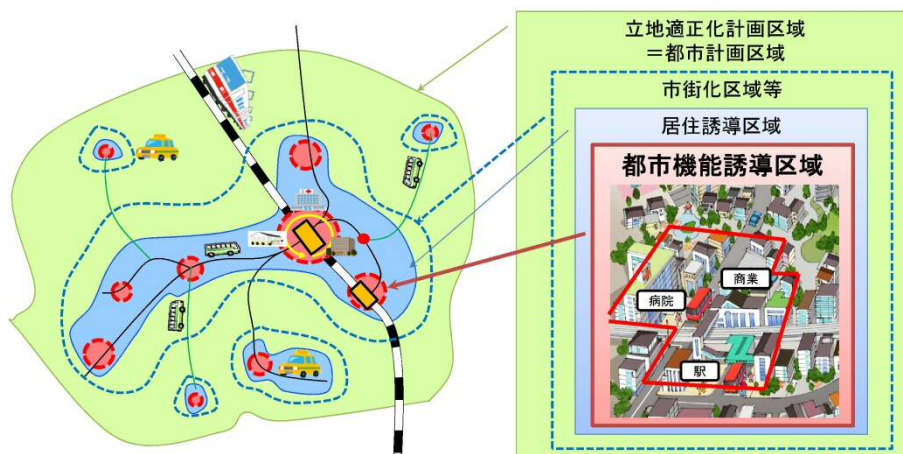 立地適正化計画区域
＝都市計画区域
市街化区域等
居住誘導区域
都市機能誘導区域
商業
病院
駅